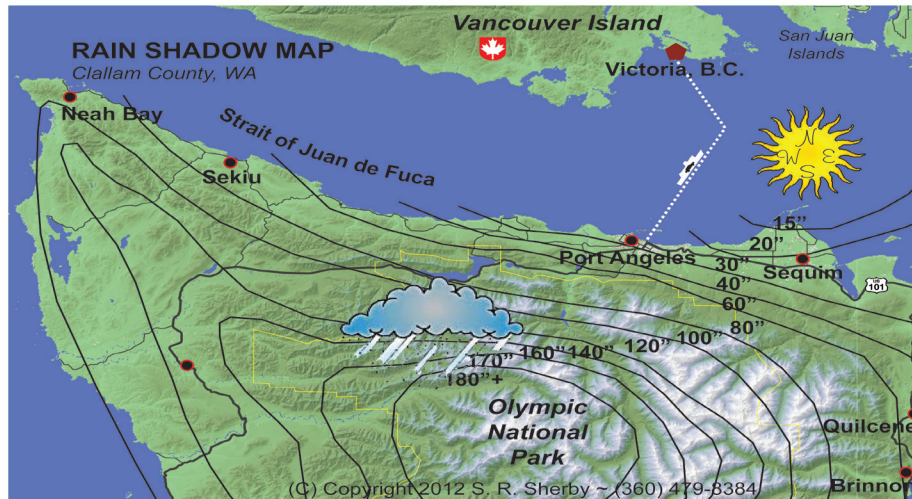 Vancouver Island
San Juan
Islands
RAIN SHADOW MAP
Clallam County, WA
Victoria, B.C.
Neah Bay
Strait of Juan de Fuca
Sekiu
N
W E
S
15”
20”
Port Angeles
30”
Sequim
40”
101
60”
80”
100”
120”
140”
160”
170”
180”+
Olympic
National
Park
Quilcene
Brinnon
(C) Copyright 2012 S. R. Sherby ~ (360) 479-8384